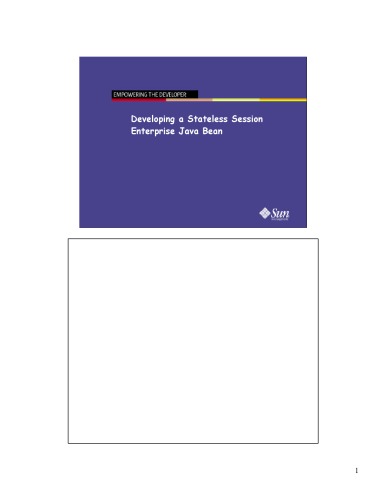 EMPOWERING THE DEVELOPER
Developing a Stateless Session
Enterprise Java Bean
Sun
1